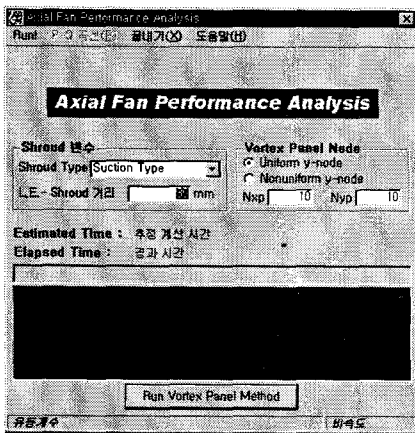 Axial Fan Performance Analysis
Run! P-Q 곡선(P) 끝내기(X) 도움말(H)
Axial Fan Performance Analysis
Shroud 변수
Shroud Type Suction Type
L.E.- Shroud 거리 mm
Vortex Panel Node
Uniform y-node
Nonuniform y-node
Nxp 10 Nyp 10
Estimated Time : 추정 계산 시간
Elapsed Time : 경과 시간
Run Vortex Panel Method
유동계수 비속도